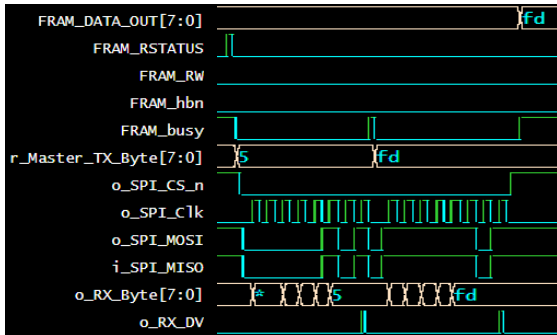 FRAM_DATA_OUT[7:0] fd
FRAM_RSTATUS
FRAM_RW
FRAM_hbn
FRAM_busy
r_Master_TX_Byte[7:0] 5 fd
o_SPI_CS_n
o_SPI_Clk
o_SPI_MOSI
i_SPI_MISO
o_RX_Byte[7:0] * 5 fd
o_RX_DV